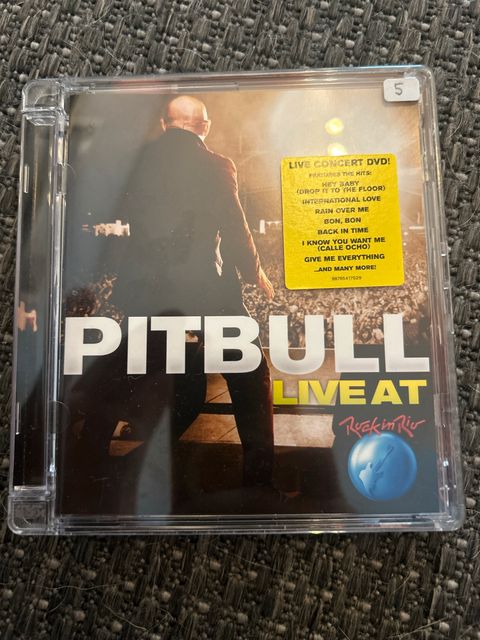 5
LIVE CONCERT DVD!
FEATURES THE HITS:
HEY BABY
(DROP IT TO THE FLOOR)
INTERNATIONAL LOVE
RAIN OVER ME
BON, BON
BACK IN TIME
I KNOW YOU WANT ME
(CALLE OCHO)
GIVE ME EVERYTHING
...AND MANY MORE!
88765417529
PITBULL
LIVE AT
Rock in Rio